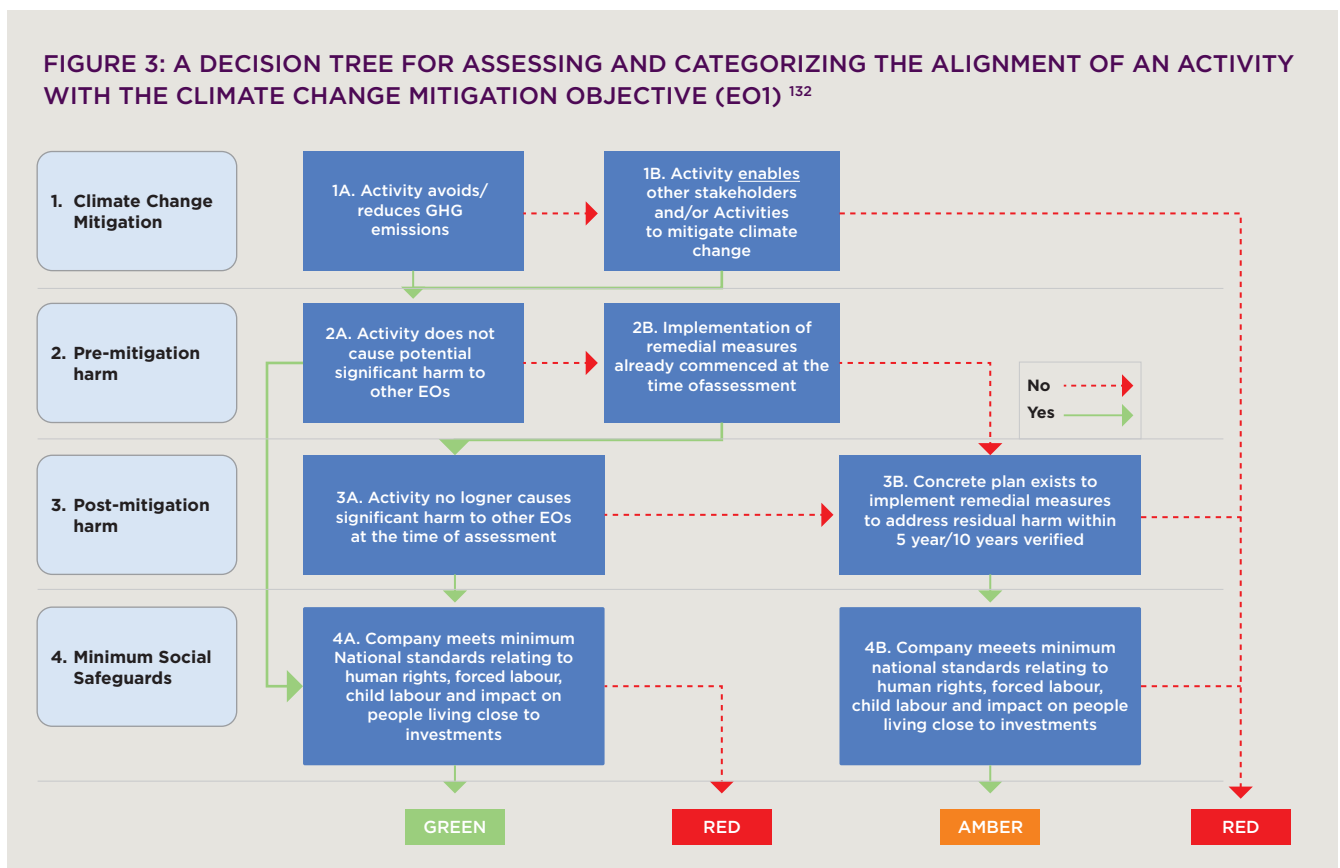 FIGURE 3: A DECISION TREE FOR ASSESSING AND CATEGORIZING THE ALIGNMENT OF AN ACTIVITY
WITH THE CLIMATE CHANGE MITIGATION OBJECTIVE (EO1) 132
1. Climate Change
Mitigation
1A. Activity avoids/
reduces GHG
emissions
1B. Activity enables
other stakeholders
and/or Activities
to mitigate climate
change
2. Pre-mitigation
harm
2A. Activity does not
cause potential
significant harm to
other EOs
2B. Implementation of
remedial measures
already commenced at the
time ofassessment
No
Yes
3. Post-mitigation
harm
3A. Activity no logner causes
significant harm to other EOs
at the time of assessment
3B. Concrete plan exists to
implement remedial measures
to address residual harm within
5 year/10 years verified
4. Minimum Social
Safeguards
4A. Company meets minimum
National standards relating to
human rights, forced labour,
child labour and impact on
people living close to
investments
4B. Company meeets minimum
national standards relating to
human rights, forced labour,
child labour and impact on people
living close to investments
GREEN
RED
AMBER
RED